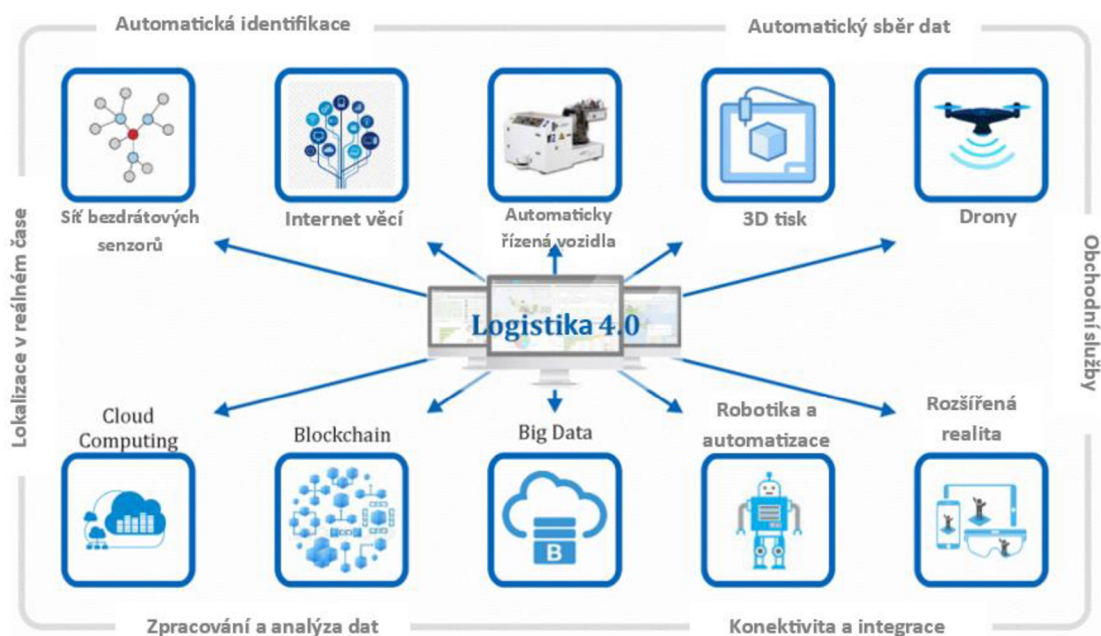 Automatická identifikace
Automatický sběr dat
Síť bezdrátových
senzorů
Internet věcí
Automaticky
řízená vozidla
3D tisk
Drony
Lokalizace v reálném čase
Obchodní služby
Logistika 4.0
Cloud
Computing
Blockchain
Big Data
Robotika a
automatizace
Rozšířená
realita
B
Zpracování a analýza dat
Konektivita a integrace